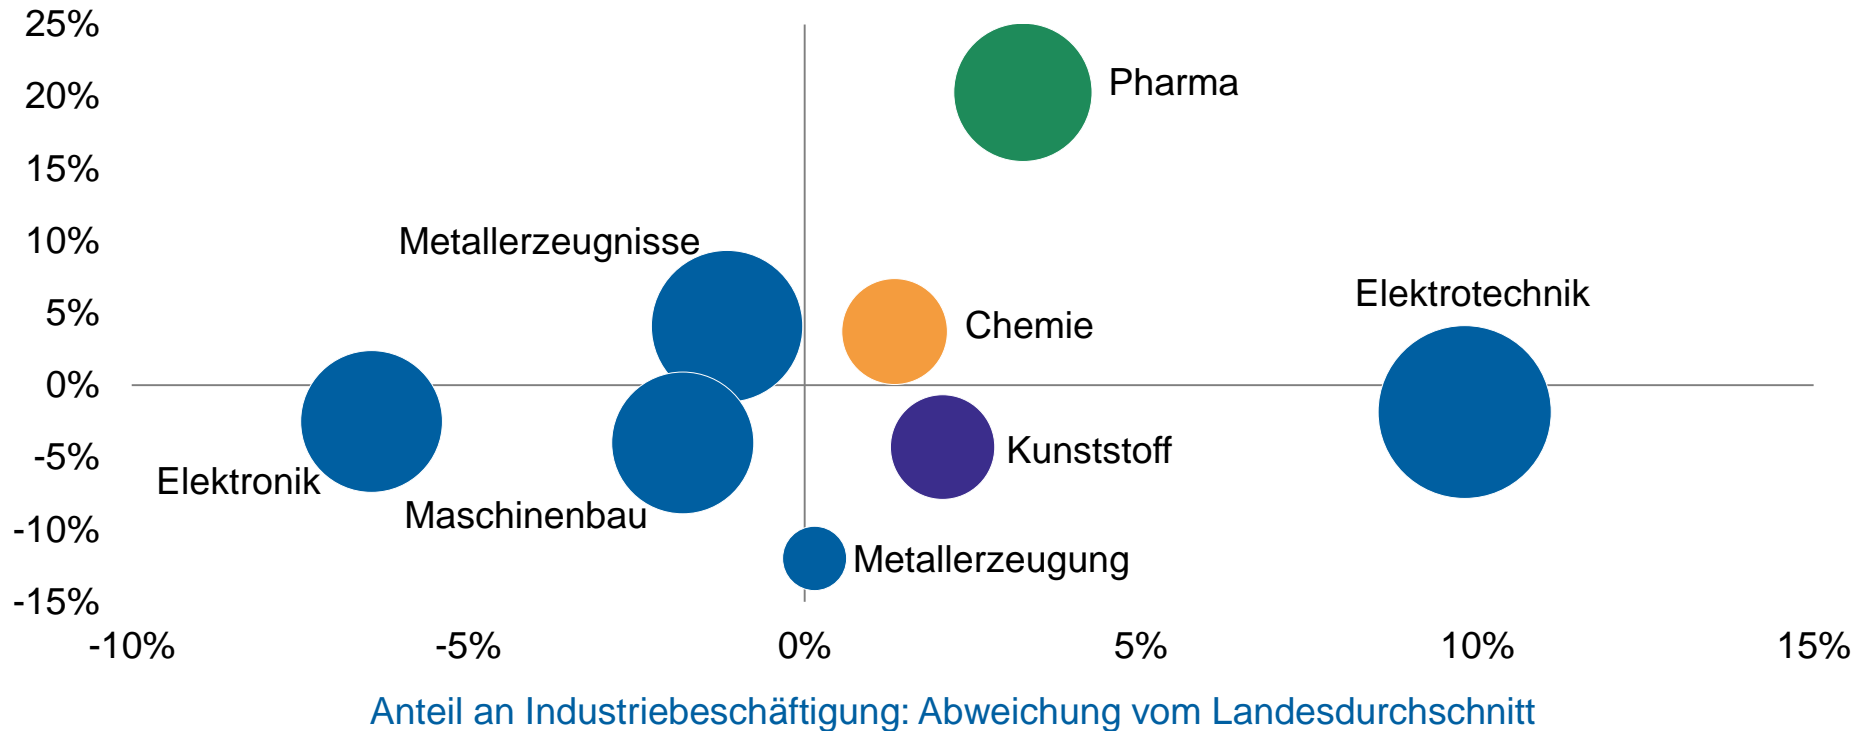 25%
20%
15%
10%
5%
0%
-5%
-10%
-15%
Pharma
Metallerzeugnisse
Elektrotechnik
Chemie
Kunststoff
Elektronik
Maschinenbau
Metallerzeugung
-10% -5% 0% 5% 10% 15%
Anteil an Industriebeschäftigung: Abweichung vom Landesdurchschnitt